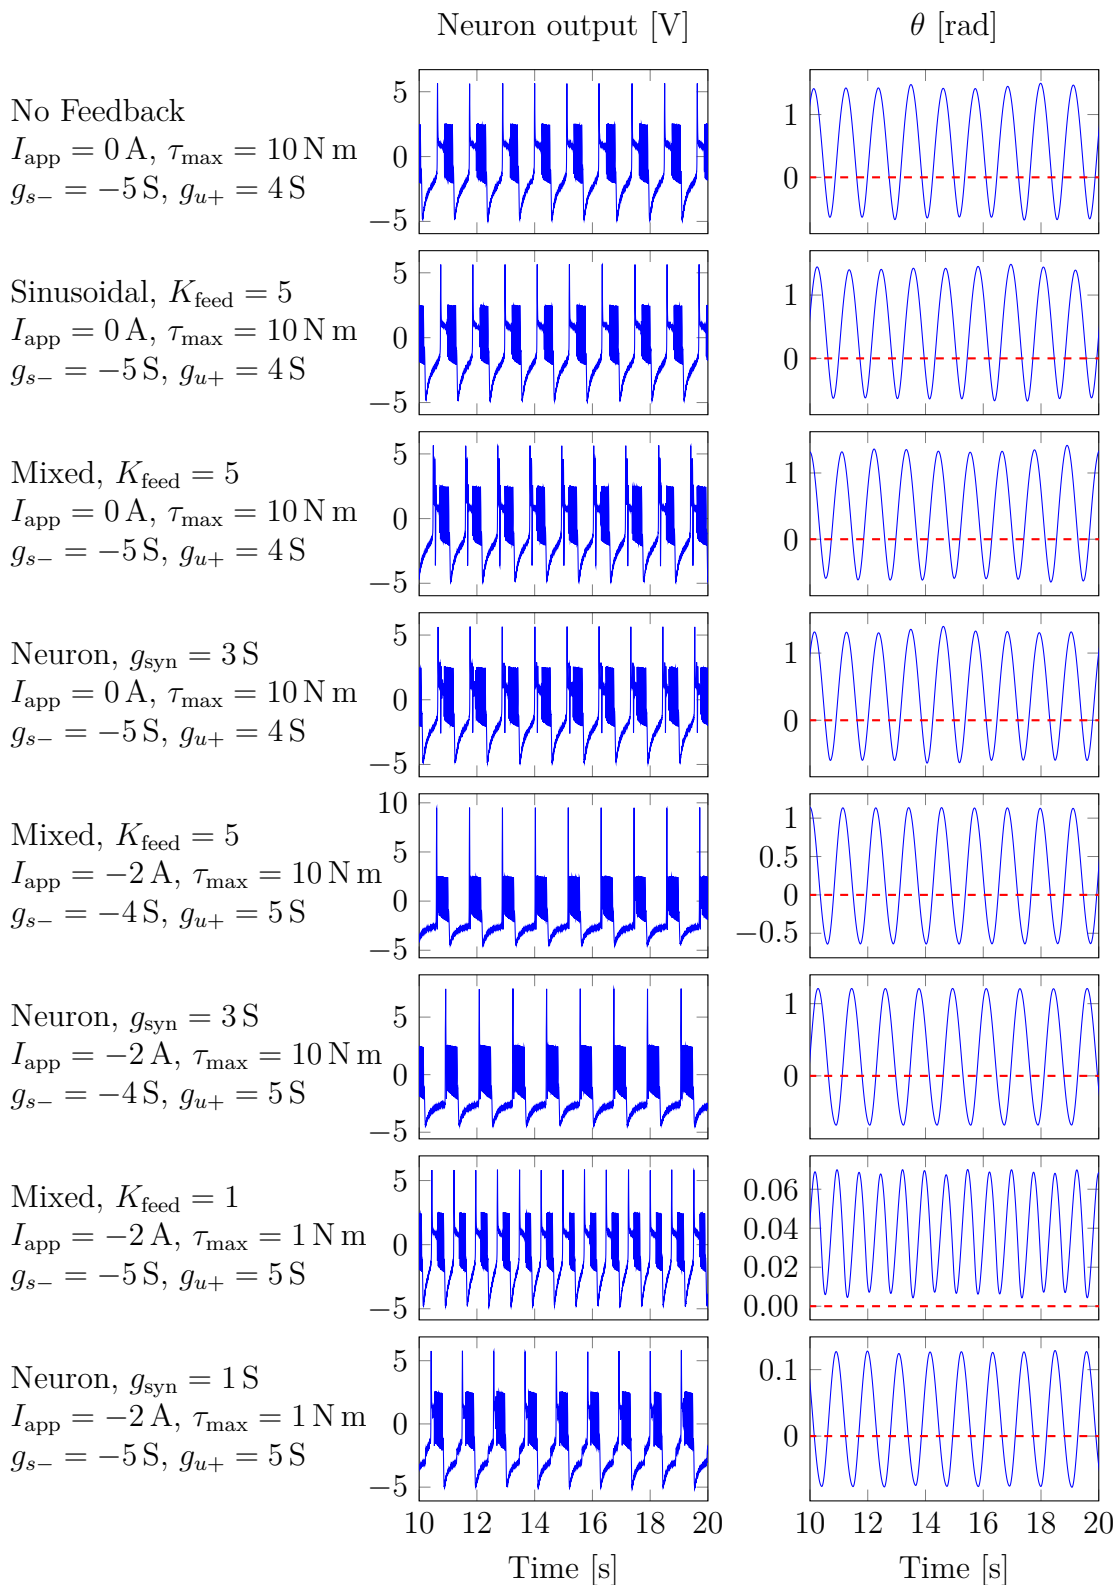 Neuron output [V]
θ [rad]
No Feedback
I_app = 0 A, τ_max = 10 N m
g_s− = −5 S, g_u+ = 4 S
5
0
−5
1
0
Sinusoidal, K_feed = 5
I_app = 0 A, τ_max = 10 N m
g_s− = −5 S, g_u+ = 4 S
5
0
−5
1
0
Mixed, K_feed = 5
I_app = 0 A, τ_max = 10 N m
g_s− = −5 S, g_u+ = 4 S
5
0
−5
1
0
Neuron, g_syn = 3 S
I_app = 0 A, τ_max = 10 N m
g_s− = −5 S, g_u+ = 4 S
5
0
−5
1
0
Mixed, K_feed = 5
I_app = −2 A, τ_max = 10 N m
g_s− = −4 S, g_u+ = 5 S
10
5
0
−5
1
0.5
0
−0.5
Neuron, g_syn = 3 S
I_app = −2 A, τ_max = 10 N m
g_s− = −4 S, g_u+ = 5 S
5
0
−5
1
0
Mixed, K_feed = 1
I_app = −2 A, τ_max = 1 N m
g_s− = −5 S, g_u+ = 5 S
5
0
−5
0.06
0.04
0.02
0.00
Neuron, g_syn = 1 S
I_app = −2 A, τ_max = 1 N m
g_s− = −5 S, g_u+ = 5 S
5
0
−5
0.1
0
10 12 14 16 18 20
10 12 14 16 18 20
Time [s]
Time [s]